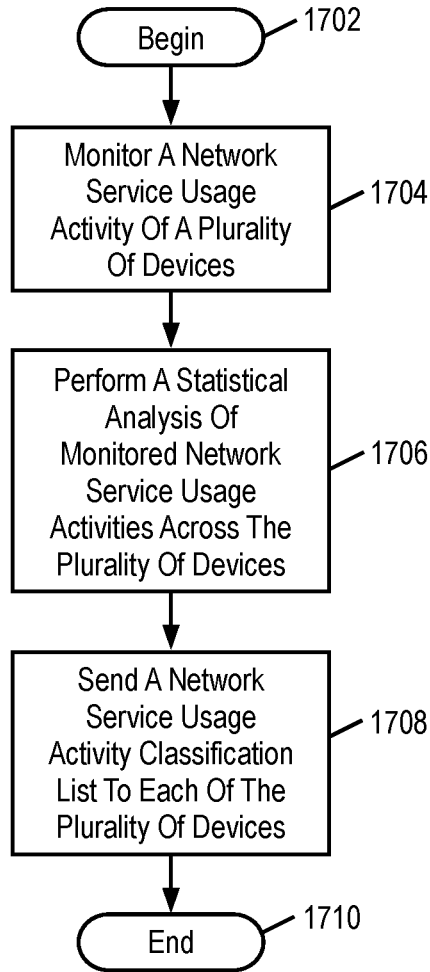 Begin
1702
Monitor A Network
Service Usage
Activity Of A Plurality
Of Devices
1704
Perform A Statistical
Analysis Of
Monitored Network
Service Usage
Activities Across The
Plurality Of Devices
1706
Send A Network
Service Usage
Activity Classification
List To Each Of The
Plurality Of Devices
1708
End
1710